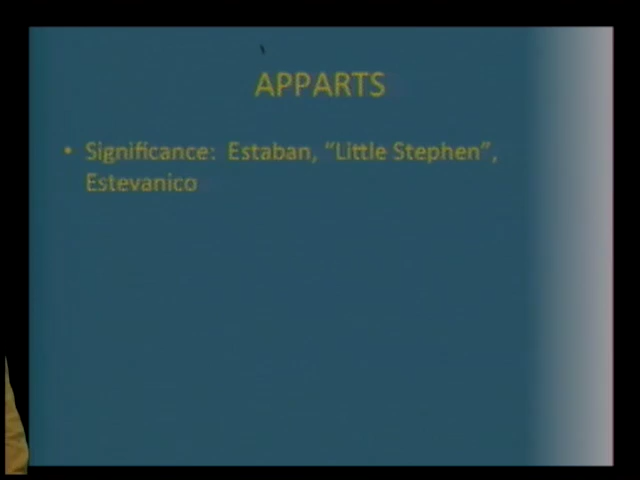 APPARTS
• Significance: Estaban, “Little Stephen”,
Estevanico